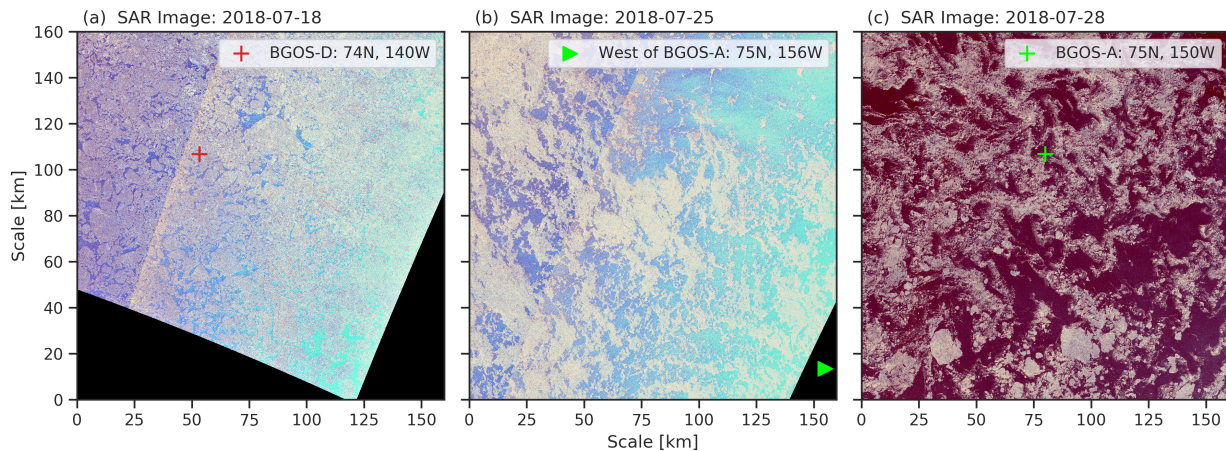 (a) SAR Image: 2018-07-18
(b) SAR Image: 2018-07-25
(c) SAR Image: 2018-07-28
BGOS-D: 74N, 140W
West of BGOS-A: 75N, 156W
BGOS-A: 75N, 150W
Scale [km]
160
140
120
100
80
60
40
20
0
0 25 50 75 100 125 150
0 25 50 75 100 125 150
0 25 50 75 100 125 150
Scale [km]